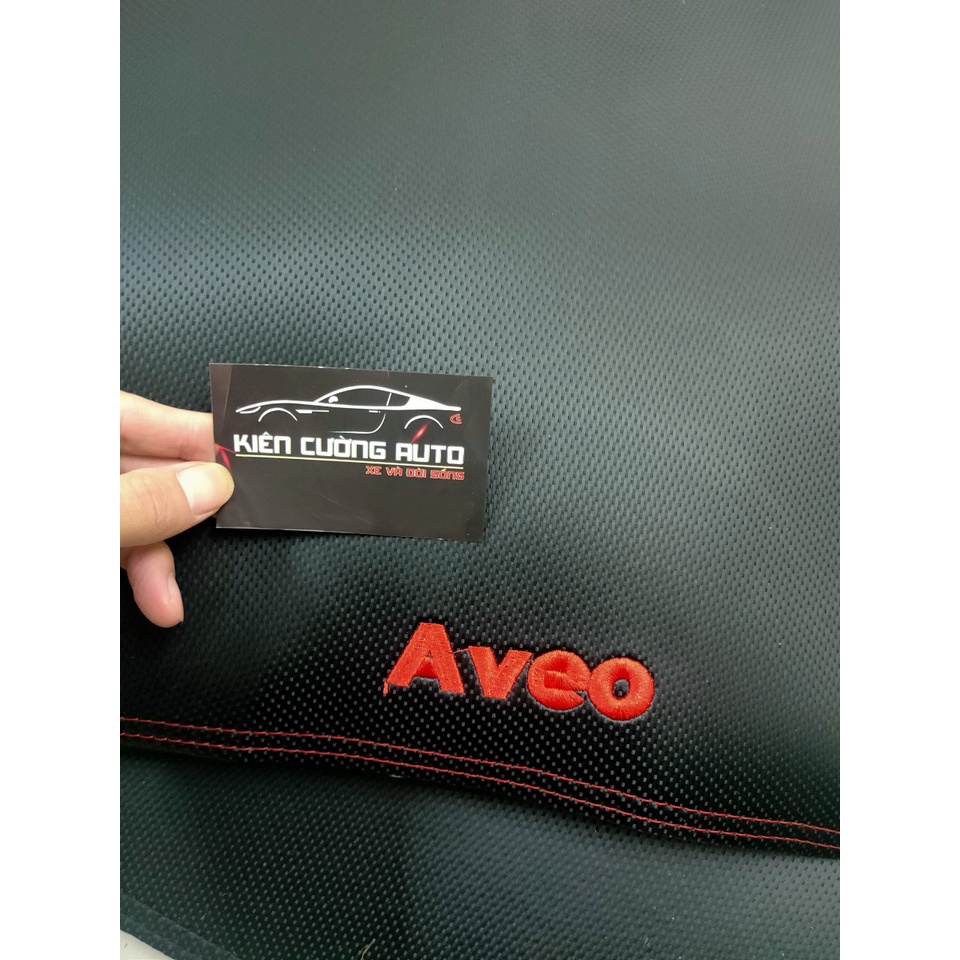 KIÊN CƯỜNG AUTO
XE VÀ ĐỜI SỐNG
Aveo